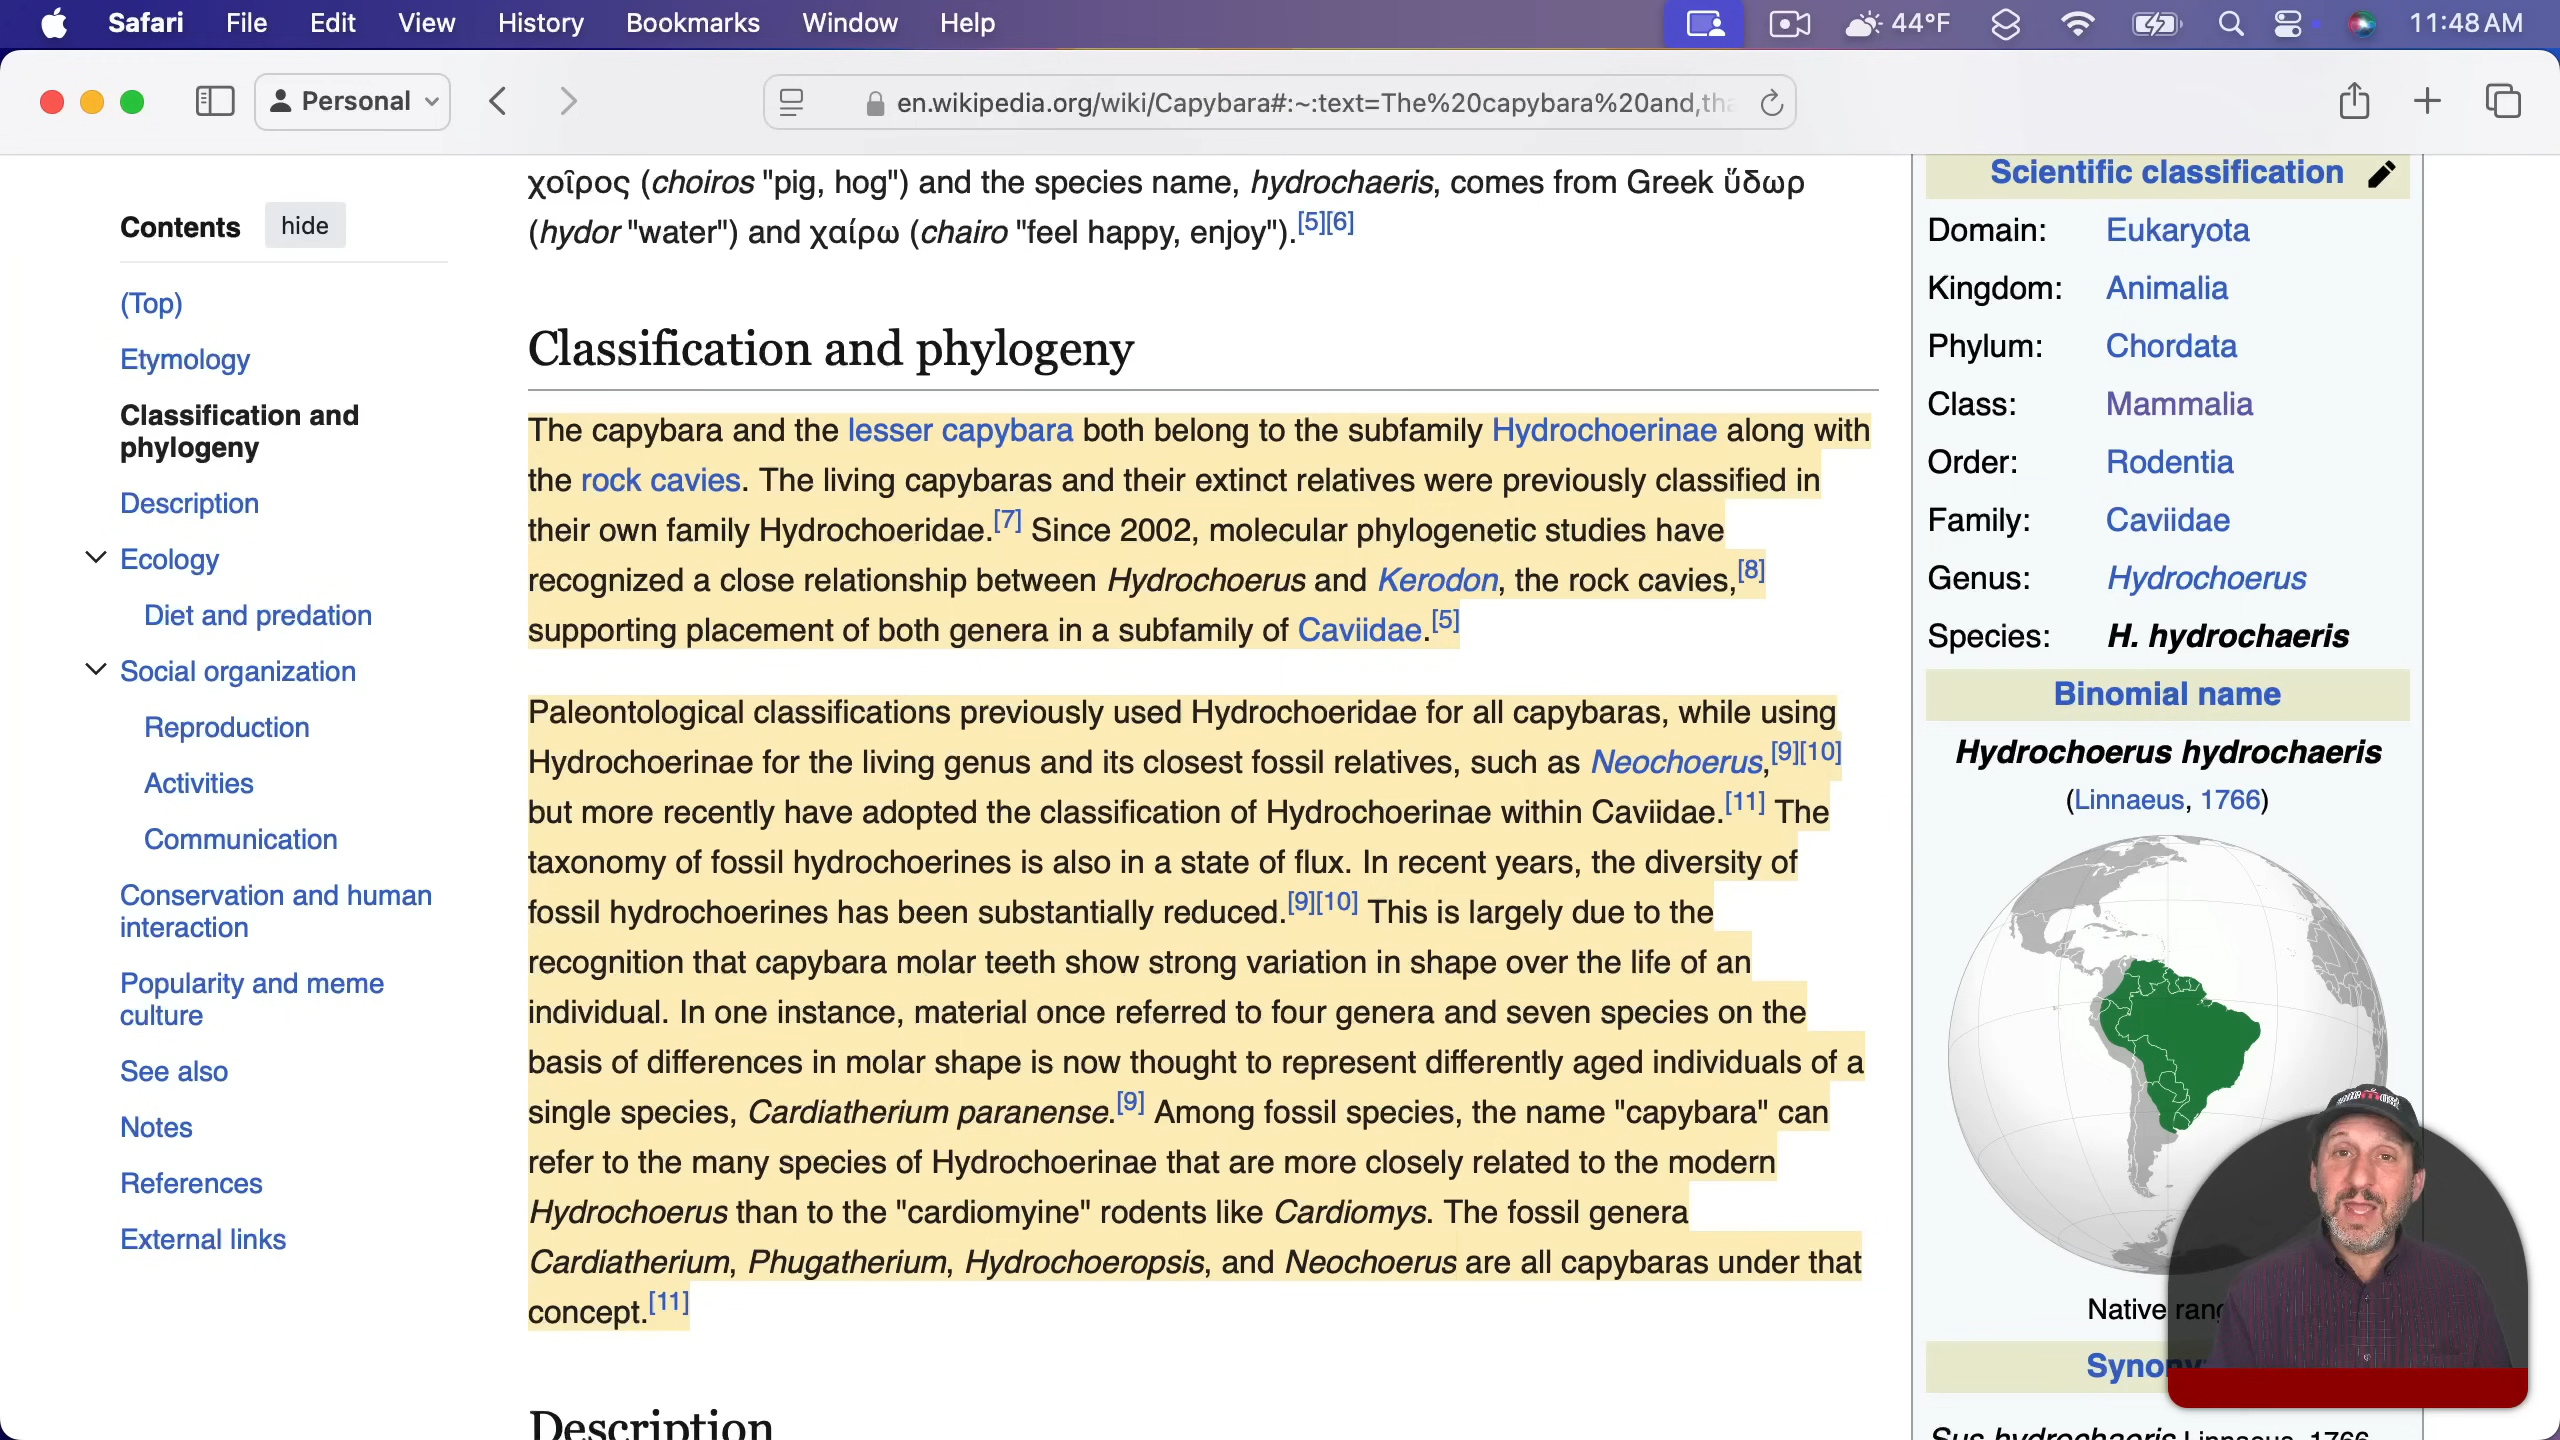 Safari File Edit View History Bookmarks Window Help 44°F 11:48 AM
Personal en.wikipedia.org/wiki/Capybara#:~:text=The%20capybara%20and,tha
Contents hide
(Top)
Etymology
Classification and
phylogeny
Description
Ecology
Diet and predation
Social organization
Reproduction
Activities
Communication
Conservation and human
interaction
Popularity and meme
culture
See also
Notes
References
External links
χοῖρος (choiros "pig, hog") and the species name, hydrochaeris, comes from Greek ὕδωρ
(hydor "water") and χαίρω (chairo "feel happy, enjoy").[5][6]
Classification and phylogeny
The capybara and the lesser capybara both belong to the subfamily Hydrochoerinae along with
the rock cavies. The living capybaras and their extinct relatives were previously classified in
their own family Hydrochoeridae.[7] Since 2002, molecular phylogenetic studies have
recognized a close relationship between Hydrochoerus and Kerodon, the rock cavies,[8]
supporting placement of both genera in a subfamily of Caviidae.[5]
Paleontological classifications previously used Hydrochoeridae for all capybaras, while using
Hydrochoerinae for the living genus and its closest fossil relatives, such as Neochoerus,[9][10]
but more recently have adopted the classification of Hydrochoerinae within Caviidae.[11] The
taxonomy of fossil hydrochoerines is also in a state of flux. In recent years, the diversity of
fossil hydrochoerines has been substantially reduced.[9][10] This is largely due to the
recognition that capybara molar teeth show strong variation in shape over the life of an
individual. In one instance, material once referred to four genera and seven species on the
basis of differences in molar shape is now thought to represent differently aged individuals of a
single species, Cardiatherium paranense.[9] Among fossil species, the name "capybara" can
refer to the many species of Hydrochoerinae that are more closely related to the modern
Hydrochoerus than to the "cardiomyine" rodents like Cardiomys. The fossil genera
Cardiatherium, Phugatherium, Hydrochoeropsis, and Neochoerus are all capybaras under that
concept.[11]
Description
Scientific classification
Domain: Eukaryota
Kingdom: Animalia
Phylum: Chordata
Class: Mammalia
Order: Rodentia
Family: Caviidae
Genus: Hydrochoerus
Species: H. hydrochaeris
Binomial name
Hydrochoerus hydrochaeris
(Linnaeus, 1766)
Native
Sus hydrochaeris Linnaeus, 1766